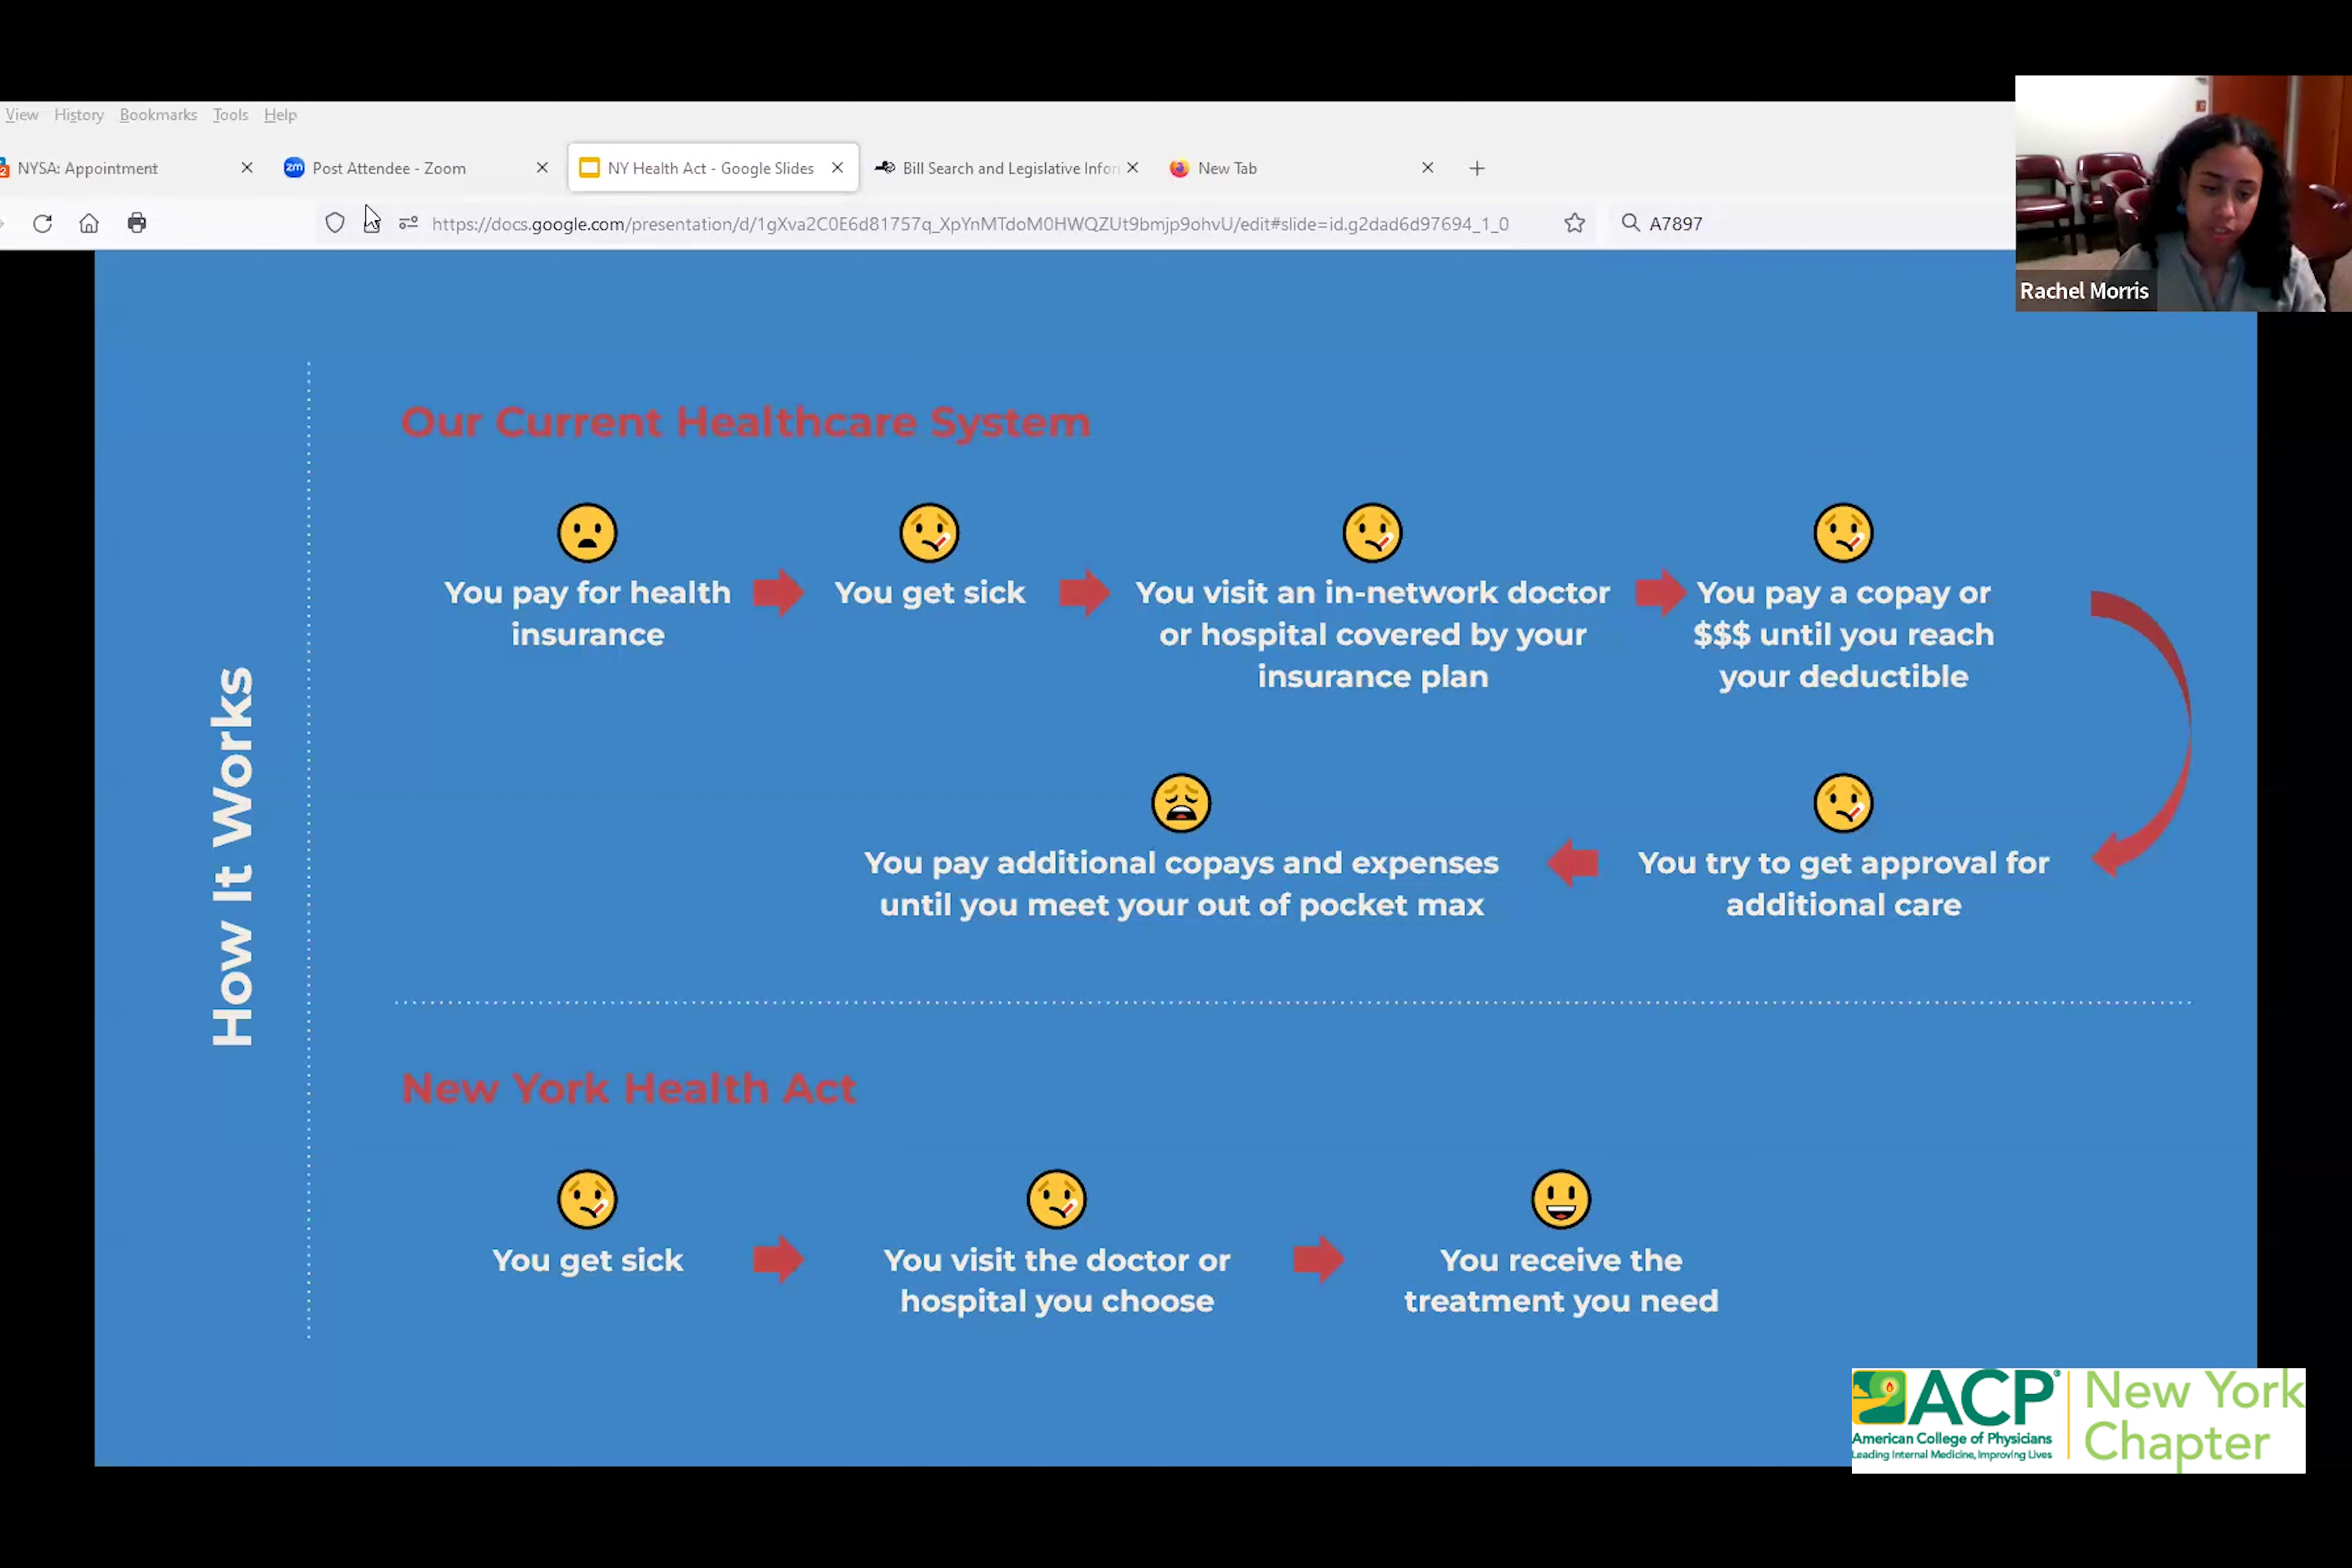 View History Bookmarks Tools Help
NYSA: Appointment
Post Attendee - Zoom
NY Health Act - Google Slides
Bill Search and Legislative Infor
New Tab
https://docs.google.com/presentation/d/1gXva2C0E6d81757q_XpYnMTdoM0HWQZUt9bmjp9ohvU/edit#slide=id.g2dad6d97694_1_0
A7897
Rachel Morris
How It Works
Our Current Healthcare System
You pay for health
insurance
You get sick
You visit an in-network doctor
or hospital covered by your
insurance plan
You pay a copay or
$$$ until you reach
your deductible
You try to get approval for
additional care
You pay additional copays and expenses
until you meet your out of pocket max
New York Health Act
You get sick
You visit the doctor or
hospital you choose
You receive the
treatment you need
ACP®
American College of Physicians
Leading Internal Medicine, Improving Lives
New York
Chapter